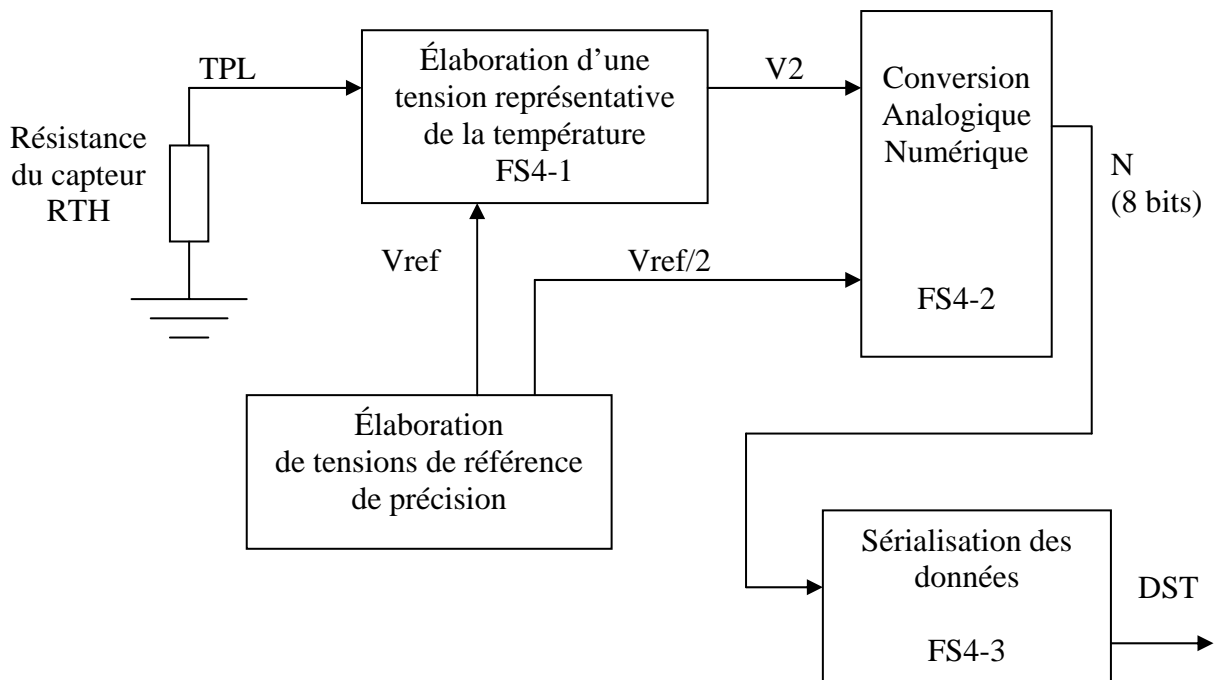 TPL
Résistance
du capteur
RTH
Élaboration d’une
tension représentative
de la température
FS4-1
V2
Conversion
Analogique
Numérique
FS4-2
N
(8 bits)
Vref
Vref/2
Élaboration
de tensions de référence
de précision
Sérialisation des
données
FS4-3
DST